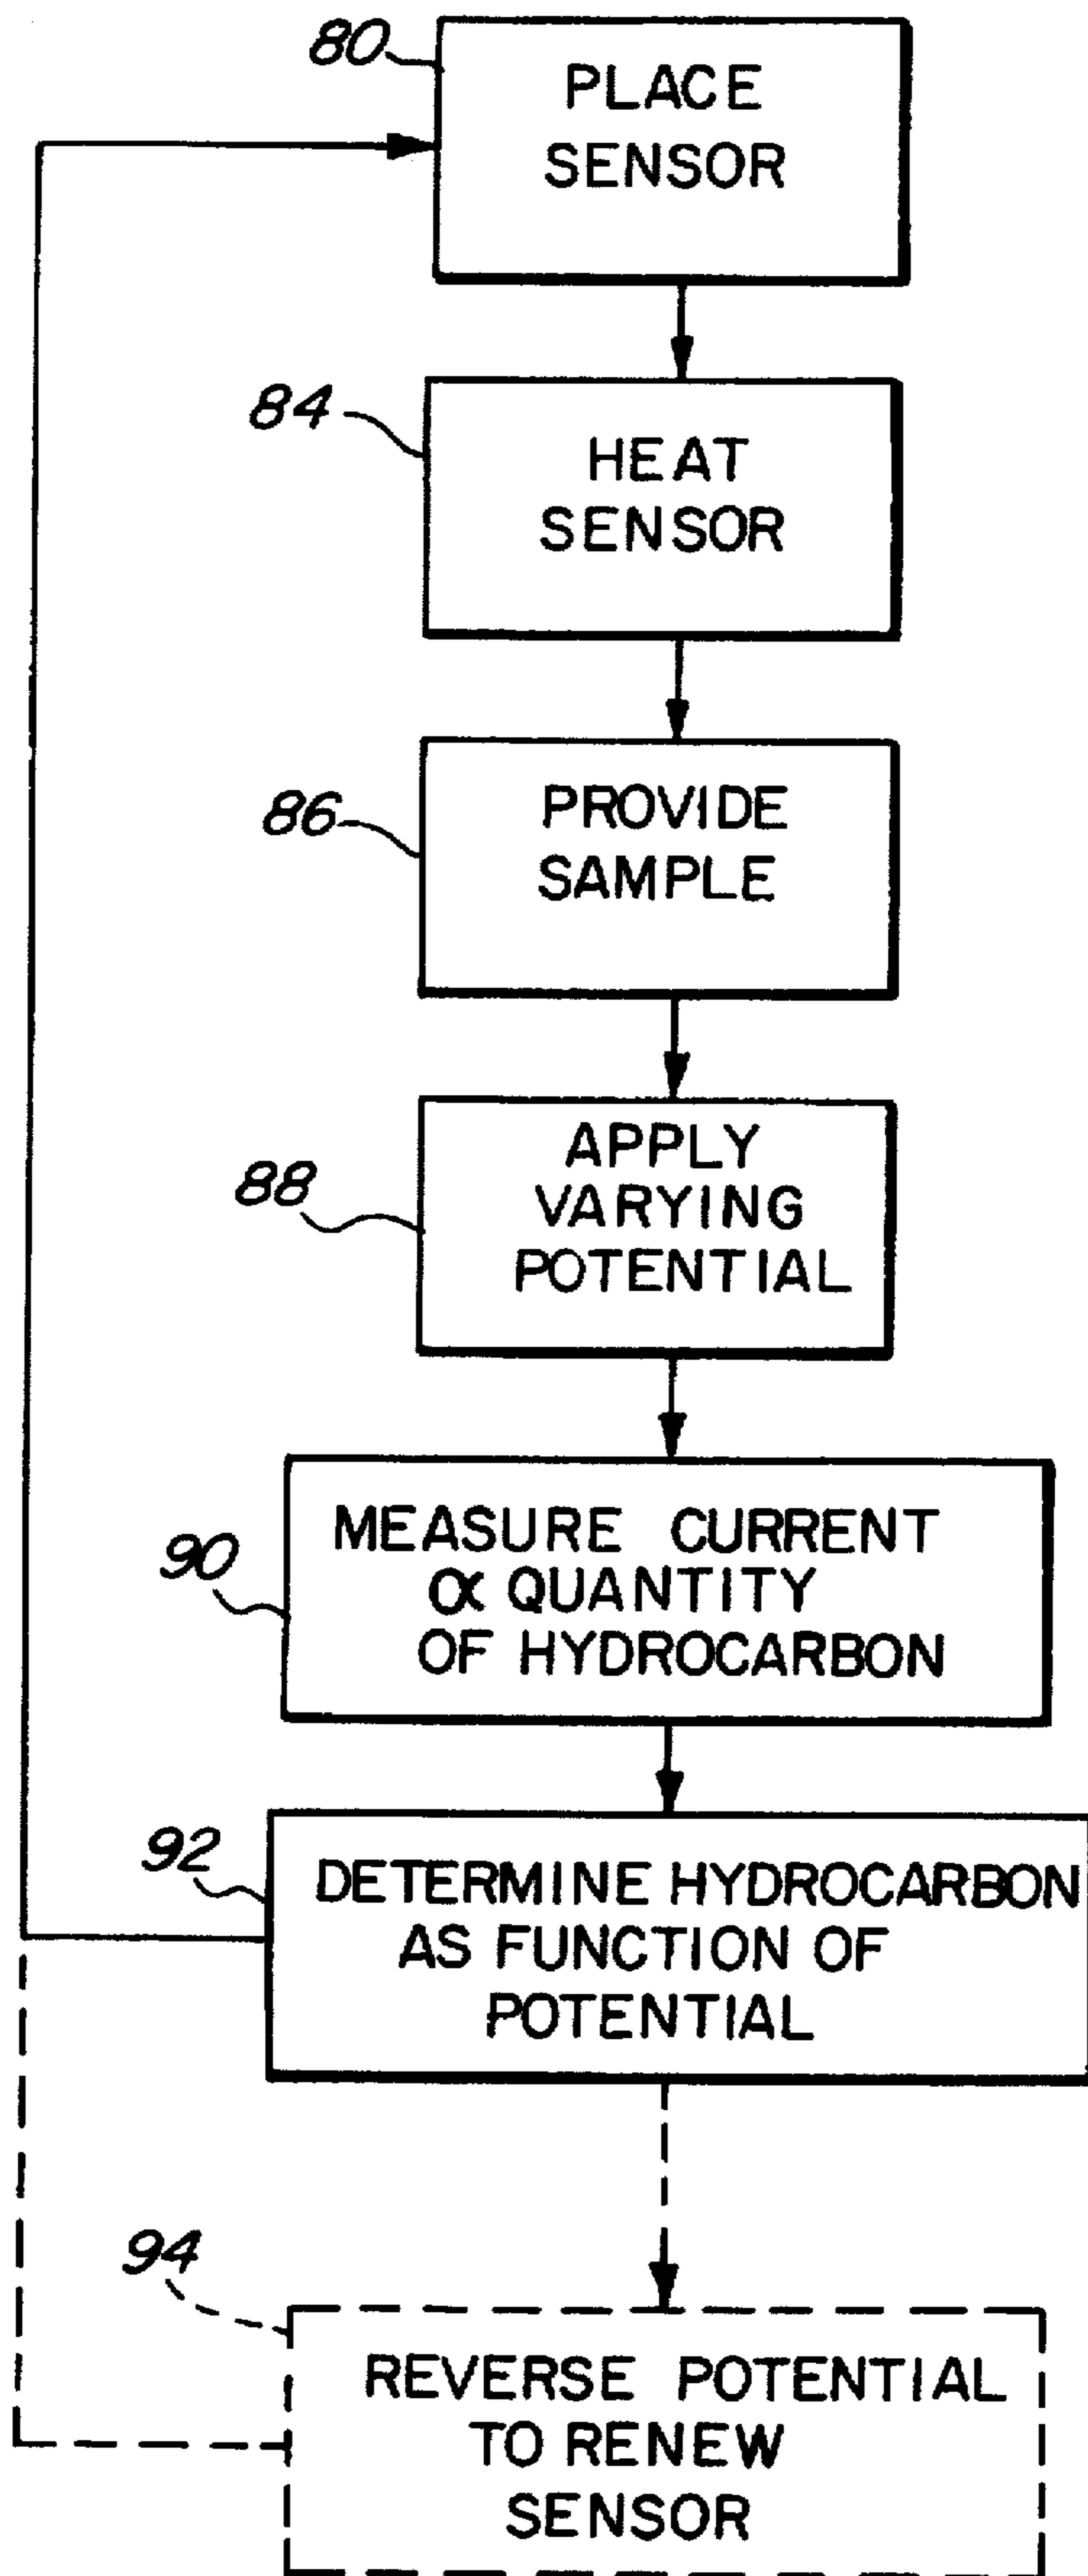 80
PLACE
SENSOR
84
HEAT
SENSOR
86
PROVIDE
SAMPLE
88
APPLY
VARYING
POTENTIAL
90
MEASURE CURRENT
∝ QUANTITY
OF HYDROCARBON
92
DETERMINE HYDROCARBON
AS FUNCTION OF
POTENTIAL
94
REVERSE POTENTIAL
TO RENEW
SENSOR